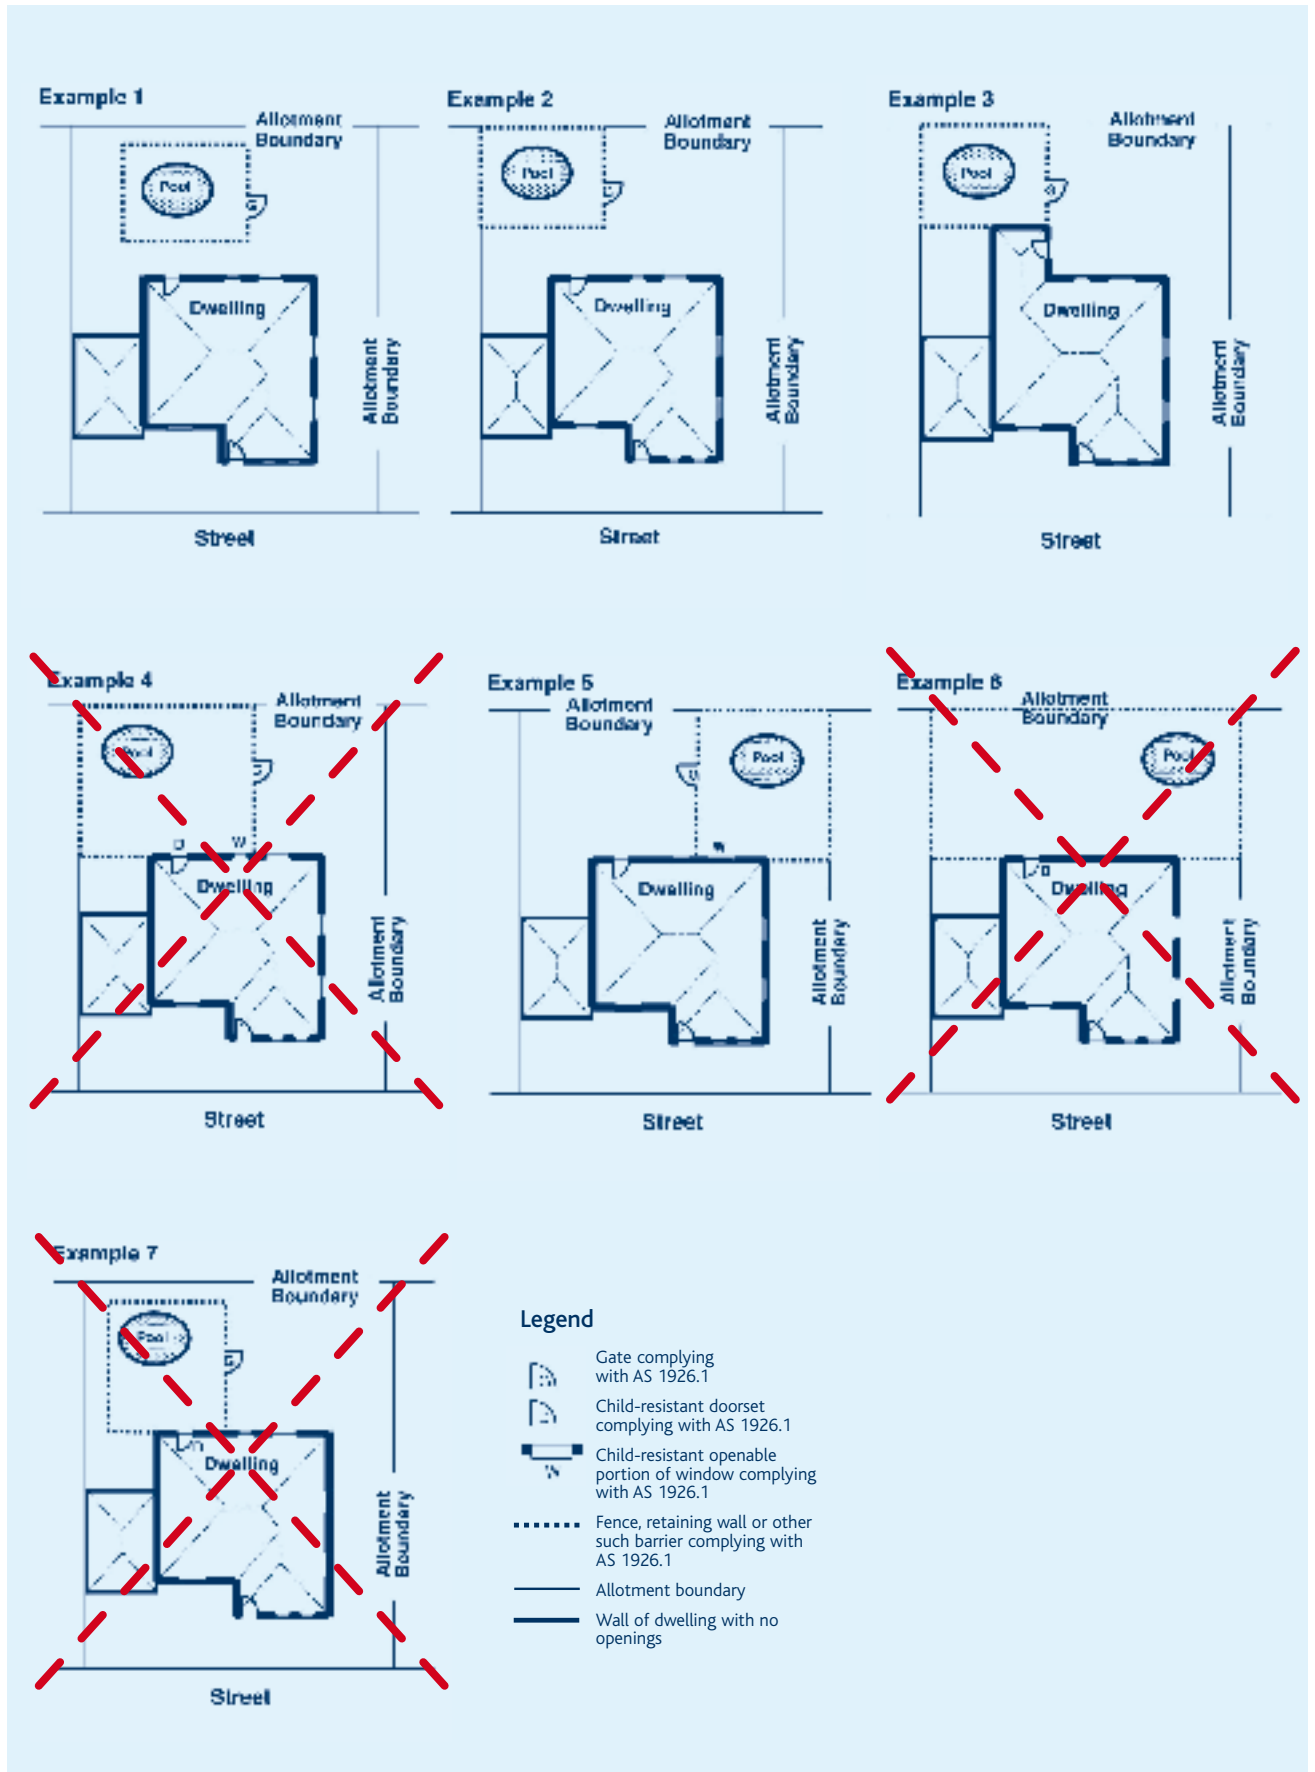 Example 1
Allotment
Boundary
Pool
G
Dwelling
Allotment
Boundary
Street
Example 2
Allotment
Boundary
Pool
Dwelling
Allotment
Boundary
Street
Example 3
Allotment
Boundary
Pool
G
Dwelling
Allotment
Boundary
Street
Example 4
Allotment
Boundary
Pool
D
W
Dwelling
Allotment
Boundary
Street
Example 5
Allotment
Boundary
Pool
G
W
Dwelling
Allotment
Boundary
Street
Example 6
Allotment
Boundary
Pool
D
Dwelling
Allotment
Boundary
Street
Example 7
Allotment
Boundary
Pool
G
D
Dwelling
Allotment
Boundary
Street
Legend
Gate complying
with AS 1926.1
Child-resistant doorset
complying with AS 1926.1
Child-resistant openable
portion of window complying
with AS 1926.1
W
Fence, retaining wall or other
such barrier complying with
AS 1926.1
Allotment boundary
Wall of dwelling with no
openings